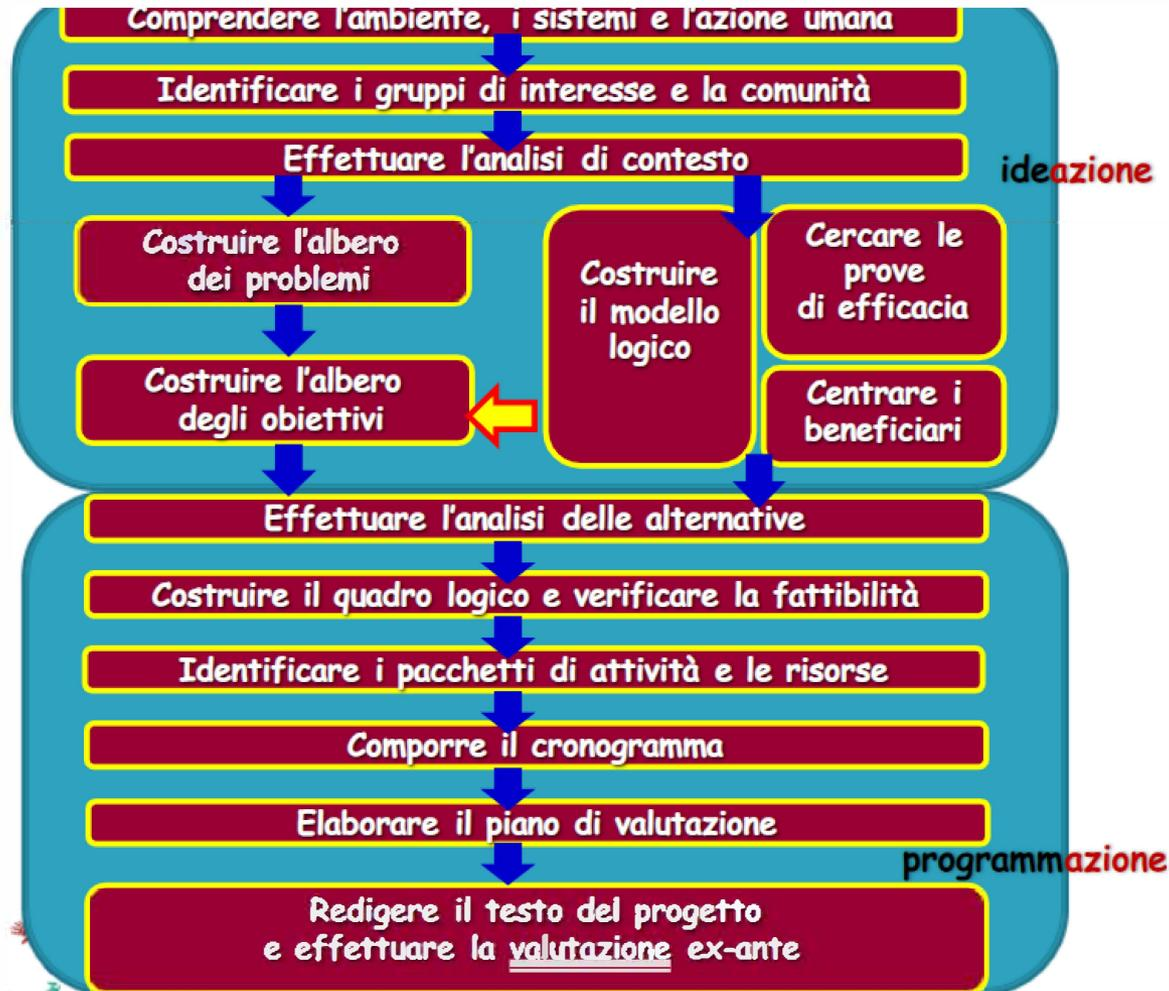 Comprendere l'ambiente, i sistemi e l'azione umana
Identificare i gruppi di interesse e la comunità
Effettuare l'analisi di contesto
ideazione
Costruire l'albero
dei problemi
Costruire
il modello
logico
Cercare le
prove
di efficacia
Costruire l'albero
degli obiettivi
Centrare i
beneficiari
Effettuare l'analisi delle alternative
Costruire il quadro logico e verificare la fattibilità
Identificare i pacchetti di attività e le risorse
Comporre il cronogramma
Elaborare il piano di valutazione
programmazione
Redigere il testo del progetto
e effettuare la valutazione ex-ante